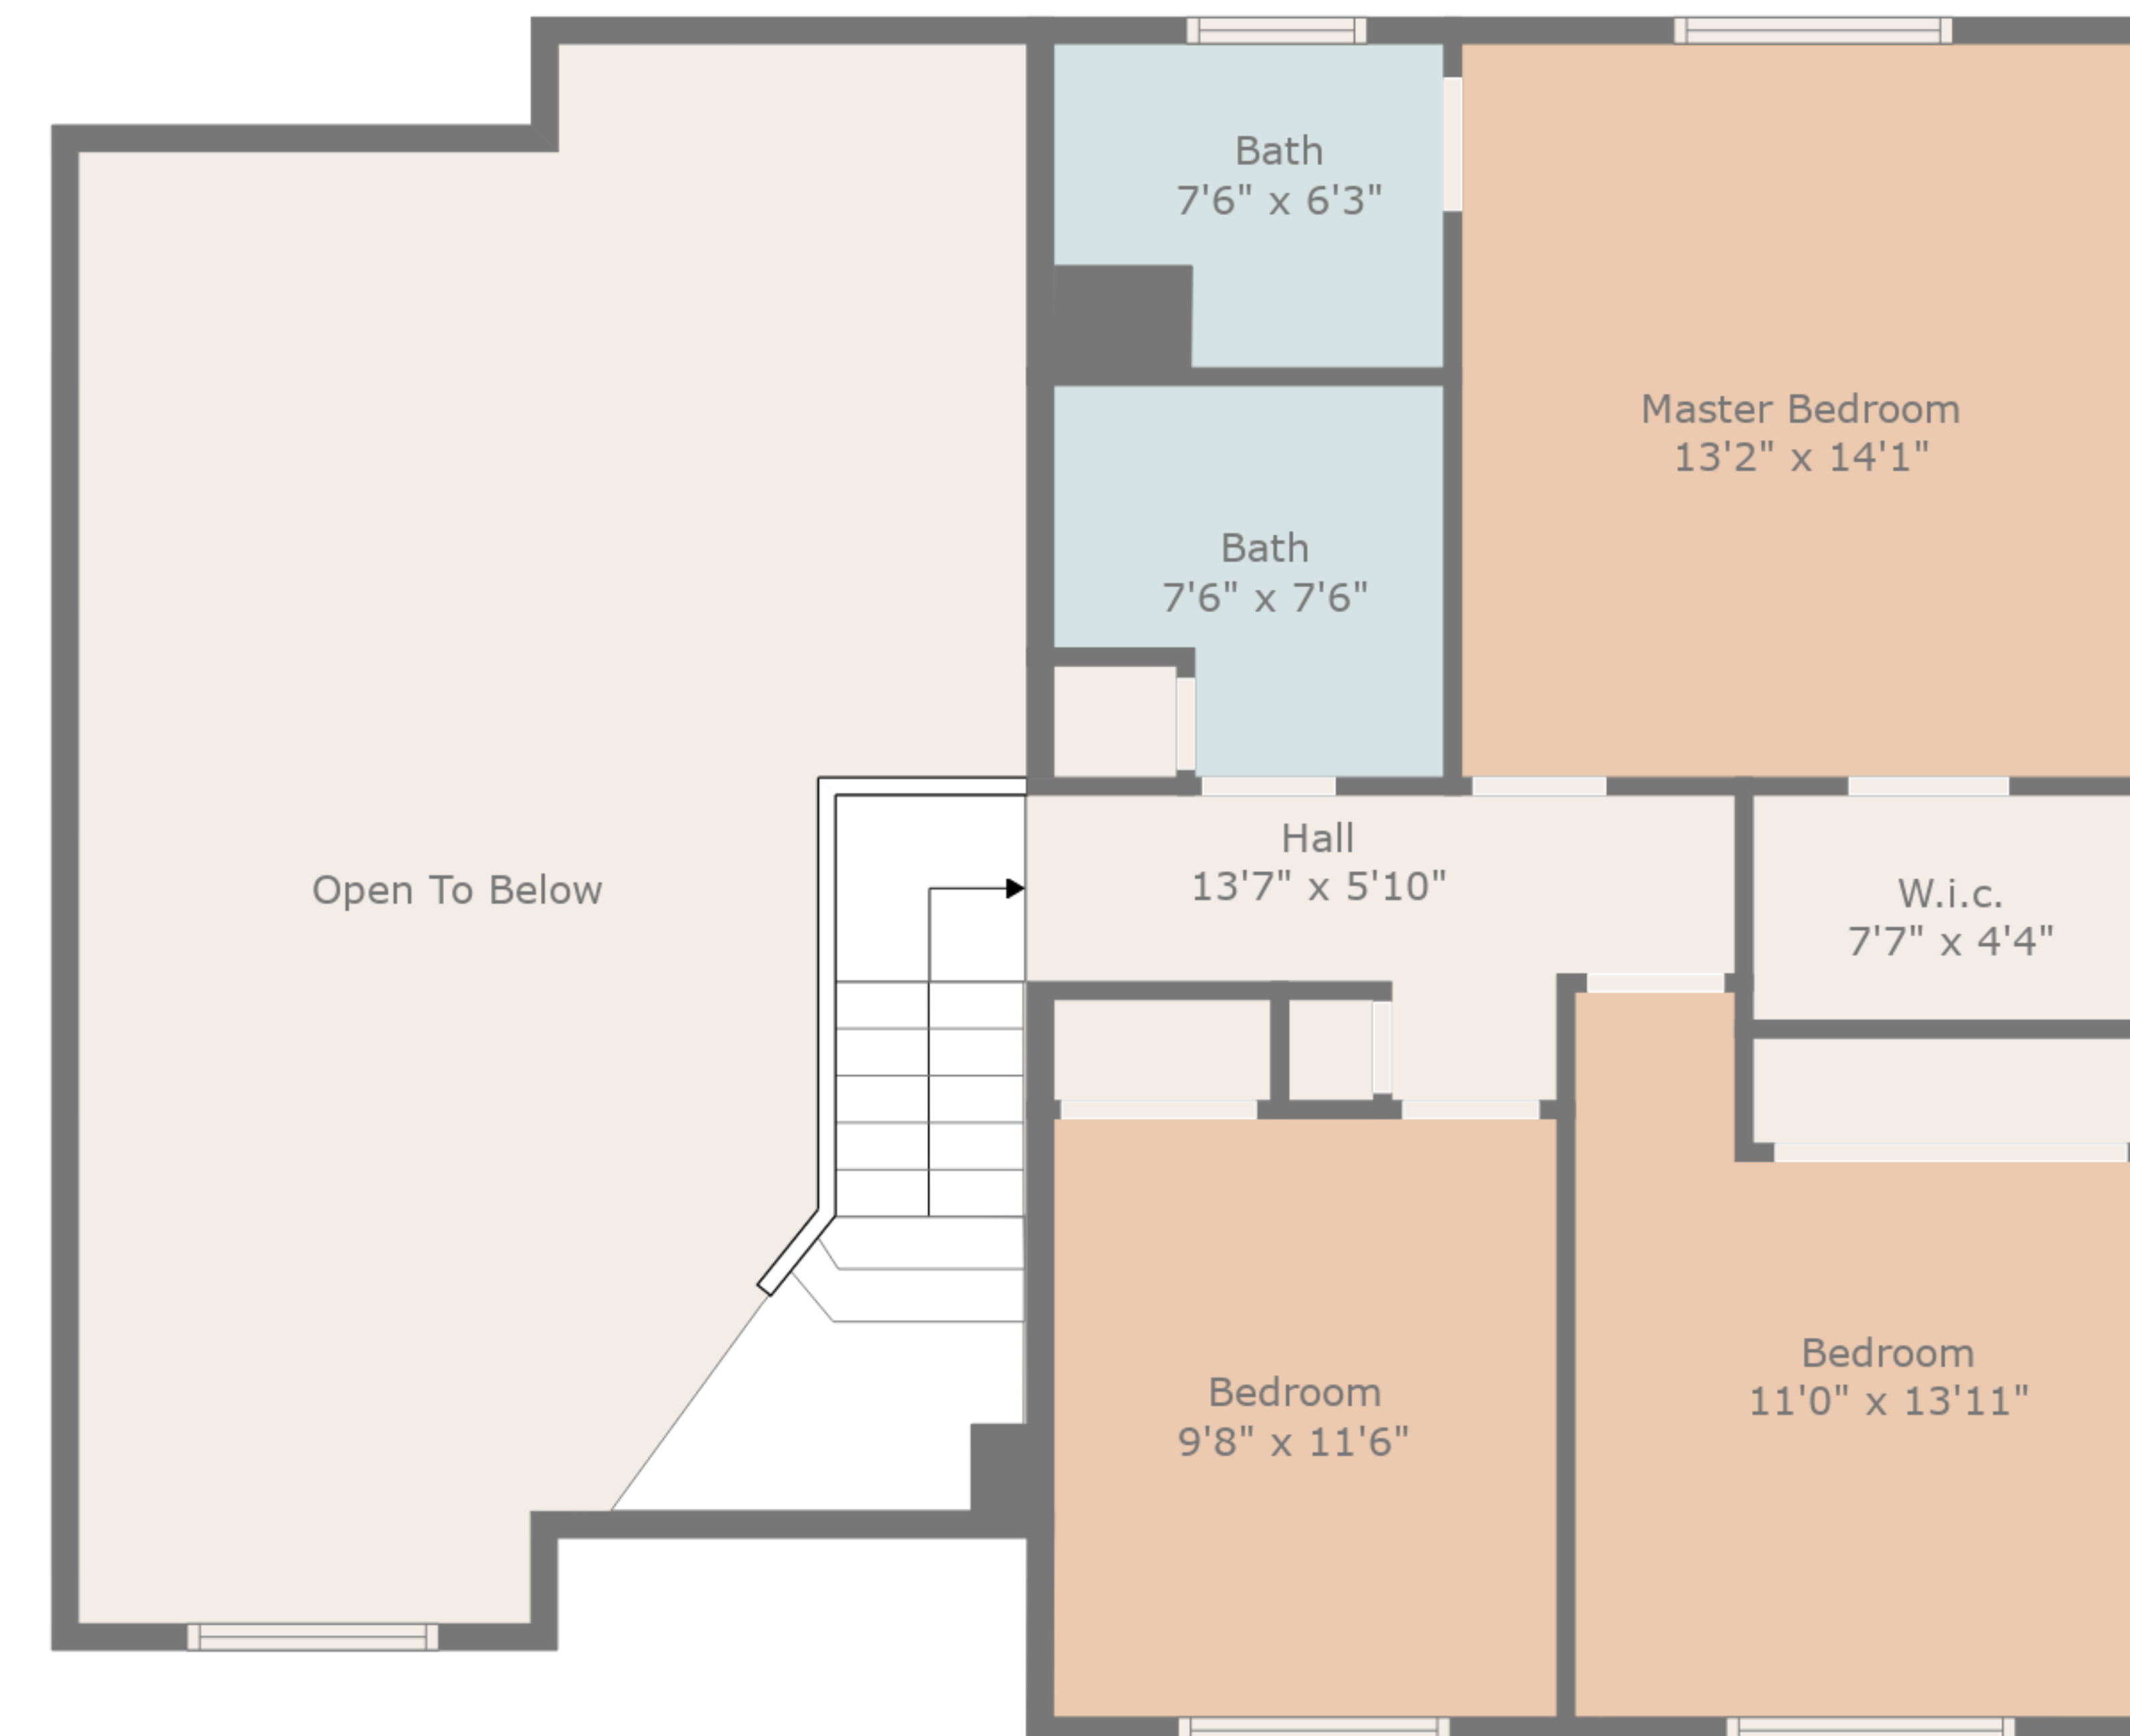 Bath
7'6" x 6'3"
Master Bedroom
13'2" x 14'1"
Bath
7'6" x 7'6"
Hall
13'7" x 5'10"
Open To Below
W.i.c.
7'7" x 4'4"
Bedroom
11'0" x 13'11"
Bedroom
9'8" x 11'6"